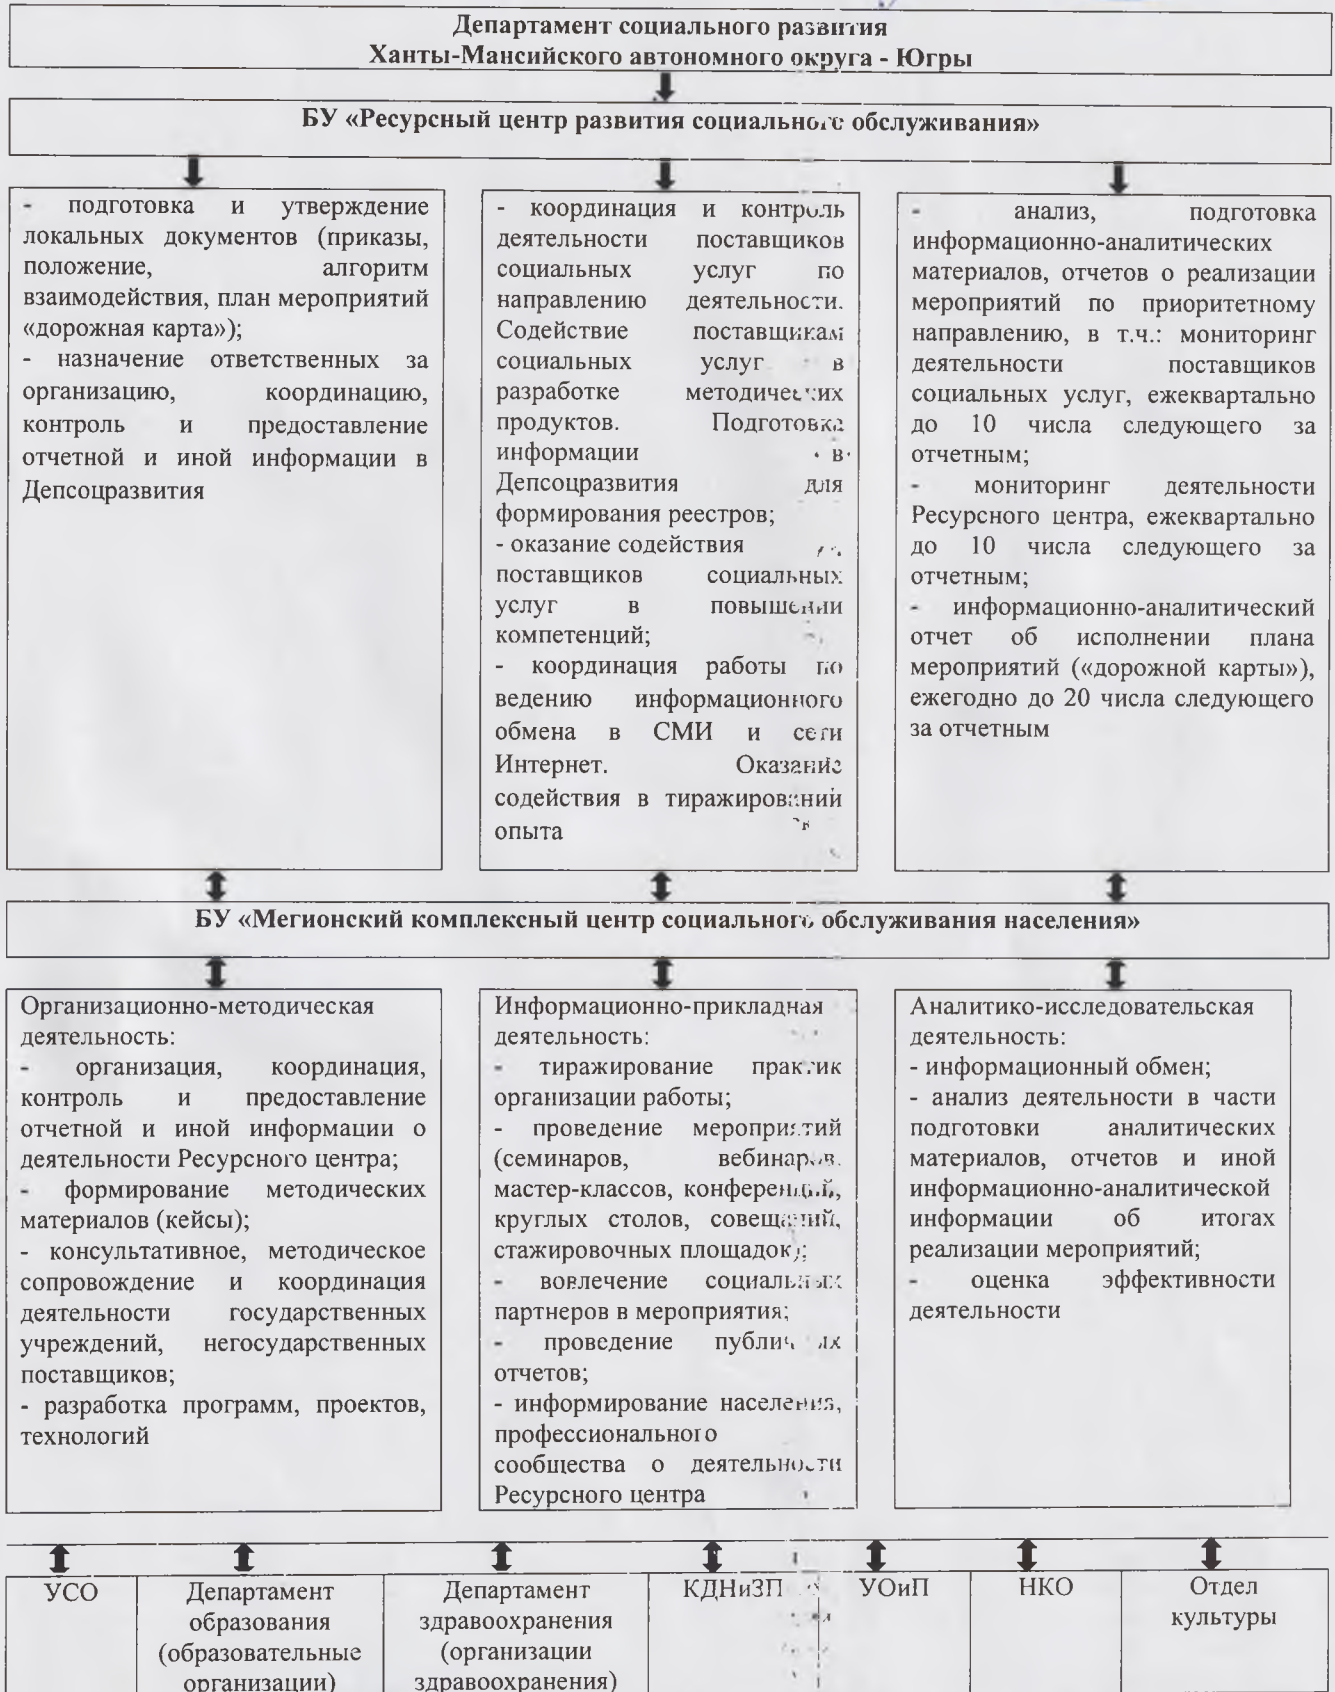 Департамент социального развития
Ханты-Мансийского автономного округа - Югры
БУ «Ресурсный центр развития социального обслуживания»
- подготовка и утверждение
локальных документов (приказы,
положение, алгоритм
взаимодействия, план мероприятий
«дорожная карта»);
- назначение ответственных за
организацию, координацию,
контроль и предоставление
отчетной и иной информации в
Депсоцразвития
- координация и контроль
деятельности поставщиков
социальных услуг по
направлению деятельности.
Содействие поставщикам
социальных услуг в
разработке методических
продуктов. Подготовка
информации в
Депсоцразвития для
формирования реестров;
- оказание содействия
поставщиков социальных
услуг в повышении
компетенций;
- координация работы по
ведению информационного
обмена в СМИ и сети
Интернет. Оказание
содействия в тиражирований
опыта
- анализ, подготовка
информационно-аналитических
материалов, отчетов о реализации
мероприятий по приоритетному
направлению, в т.ч.: мониторинг
деятельности поставщиков
социальных услуг, ежеквартально
до 10 числа следующего за
отчетным;
- мониторинг деятельности
Ресурсного центра, ежеквартально
до 10 числа следующего за
отчетным;
- информационно-аналитический
отчет об исполнении плана
мероприятий («дорожной карты»),
ежегодно до 20 числа следующего
за отчетным
БУ «Мегионский комплексный центр социального обслуживания населения»
Организационно-методическая
деятельность:
- организация, координация,
контроль и предоставление
отчетной и иной информации о
деятельности Ресурсного центра;
- формирование методических
материалов (кейсы);
- консультативное, методическое
сопровождение и координация
деятельности государственных
учреждений, негосударственных
поставщиков;
- разработка программ, проектов,
технологий
Информационно-прикладная
деятельность:
- тиражирование практик
организации работы;
- проведение мероприятий
(семинаров, вебинаров,
мастер-классов, конференций,
круглых столов, совещаний,
стажировочных площадок);
- вовлечение социальных
партнеров в мероприятия;
- проведение публичных
отчетов;
- информирование населения,
профессионального
сообщества о деятельности
Ресурсного центра
Аналитико-исследовательская
деятельность:
- информационный обмен;
- анализ деятельности в части
подготовки аналитических
материалов, отчетов и иной
информационно-аналитической
информации об итогах
реализации мероприятий;
- оценка эффективности
деятельности
УСО
Департамент
образования
(образовательные
организации)
Департамент
здравоохранения
(организации
здравоохранения)
КДНиЗП
УОиП
НКО
Отдел
культуры